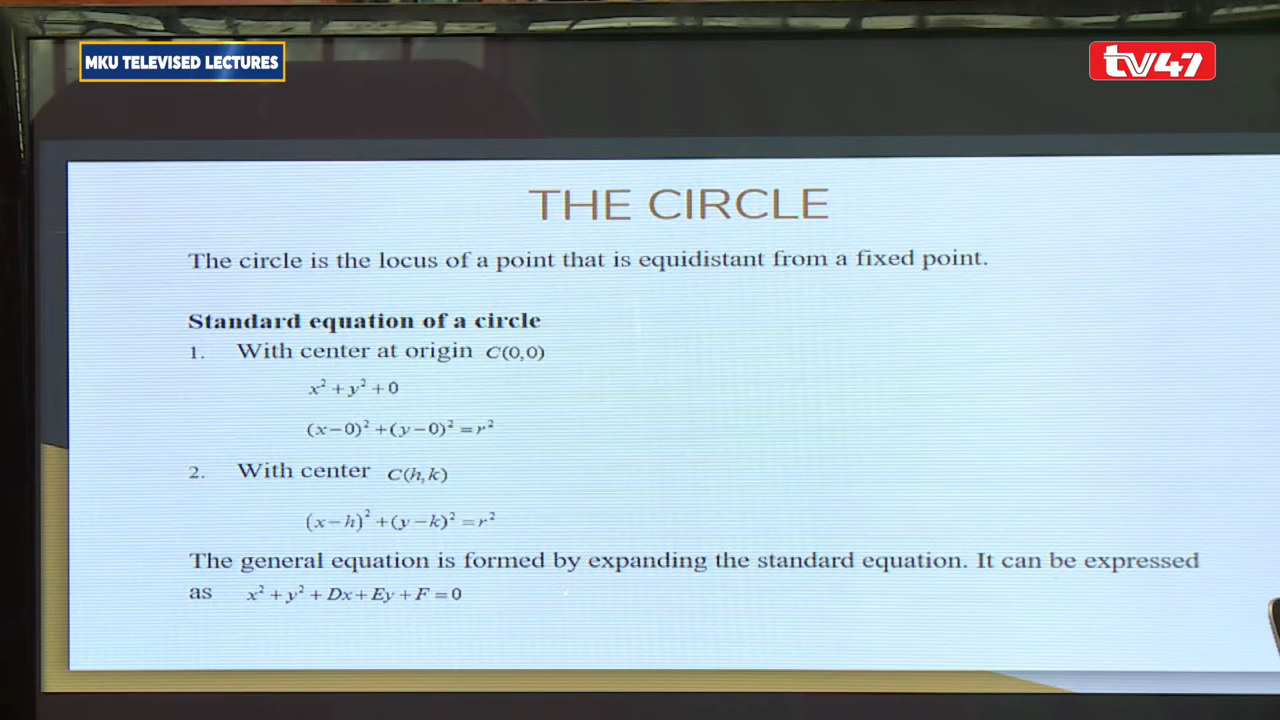 MKU TELEVISED LECTURES
tv47
THE CIRCLE
The circle is the locus of a point that is equidistant from a fixed point.
Standard equation of a circle
1. With center at origin C(0,0)
x² + y² + 0
(x−0)² + (y−0)² = r²
2. With center C(h,k)
(x−h)² + (y−k)² = r²
The general equation is formed by expanding the standard equation. It can be expressed
as x² + y² + Dx + Ey + F = 0